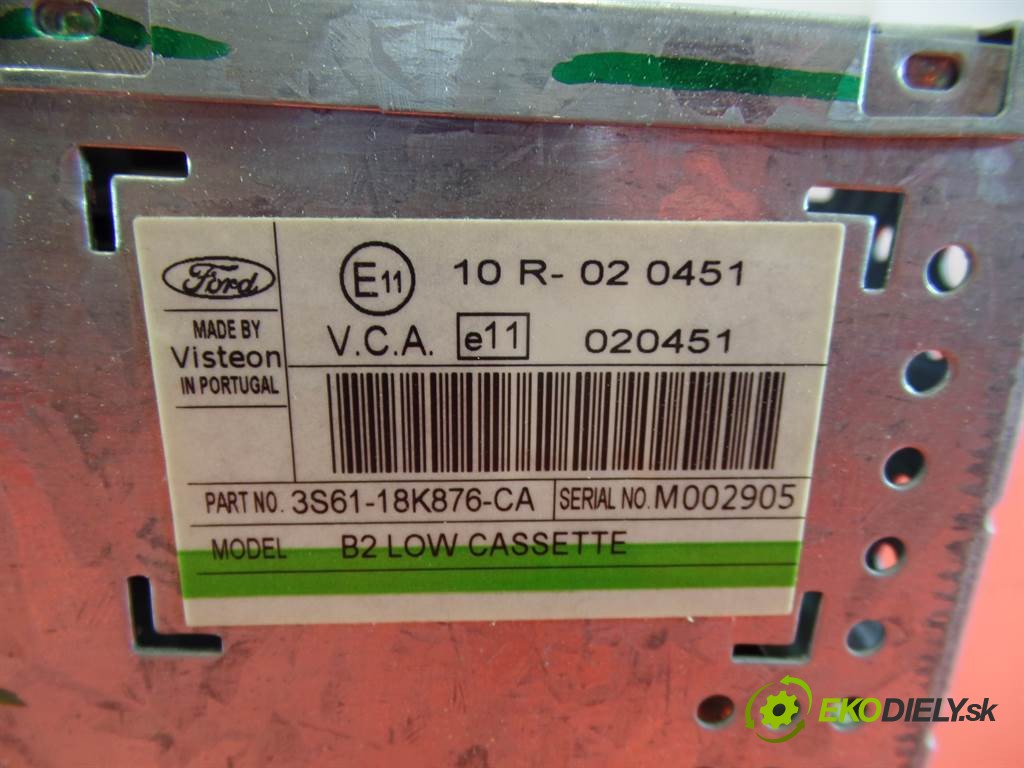 Ford
MADE BY
Visteon
IN PORTUGAL
E11 10 R- 02 0451
V.C.A. e11 020451
PART NO. 3S61-18K876-CA SERIAL NO. M002905
MODEL B2 LOW CASSETTE
EKODIELY.sk